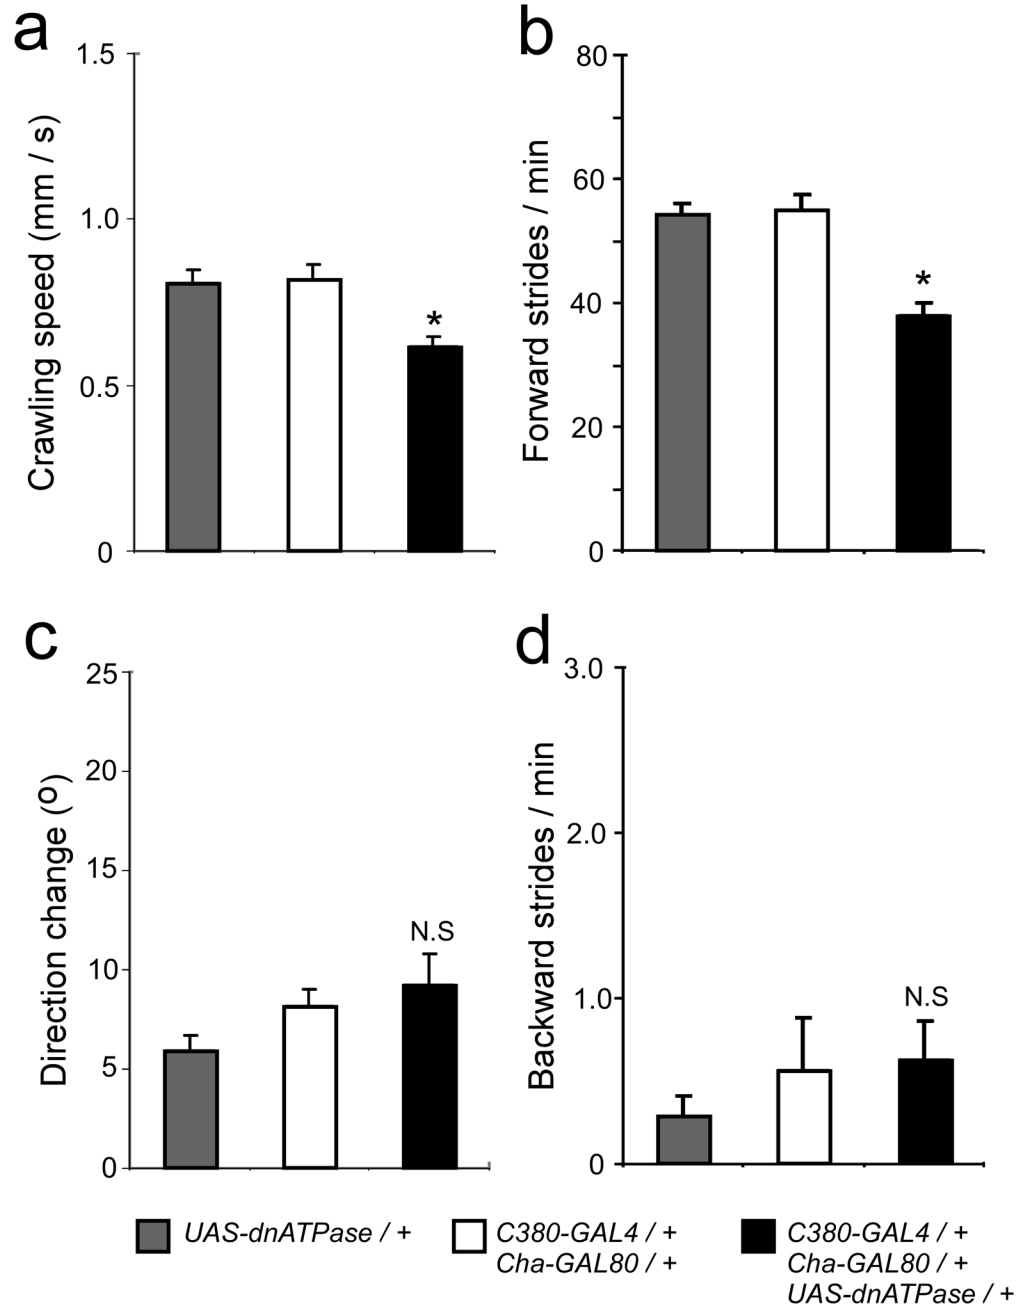 a
Crawling speed (mm / s)
1.5
1.0
0.5
0
*
b
Forward strides / min
80
60
40
20
0
*
c
Direction change (o)
25
20
15
10
5
0
N.S
d
Backward strides / min
3.0
2.0
1.0
0
N.S
UAS-dnATPase / +
C380-GAL4 / +
Cha-GAL80 / +
C380-GAL4 / +
Cha-GAL80 / +
UAS-dnATPase / +